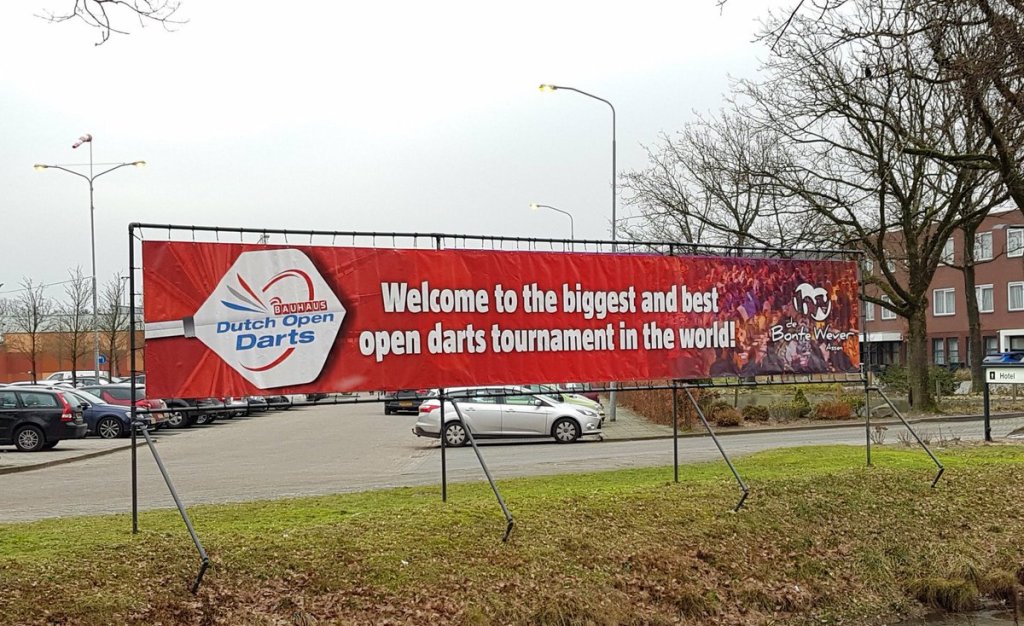 BAUHAUS
Dutch Open
Darts
Welcome to the biggest and best
open darts tournament in the world!
de
Bonte Wever
Assen
Hotel